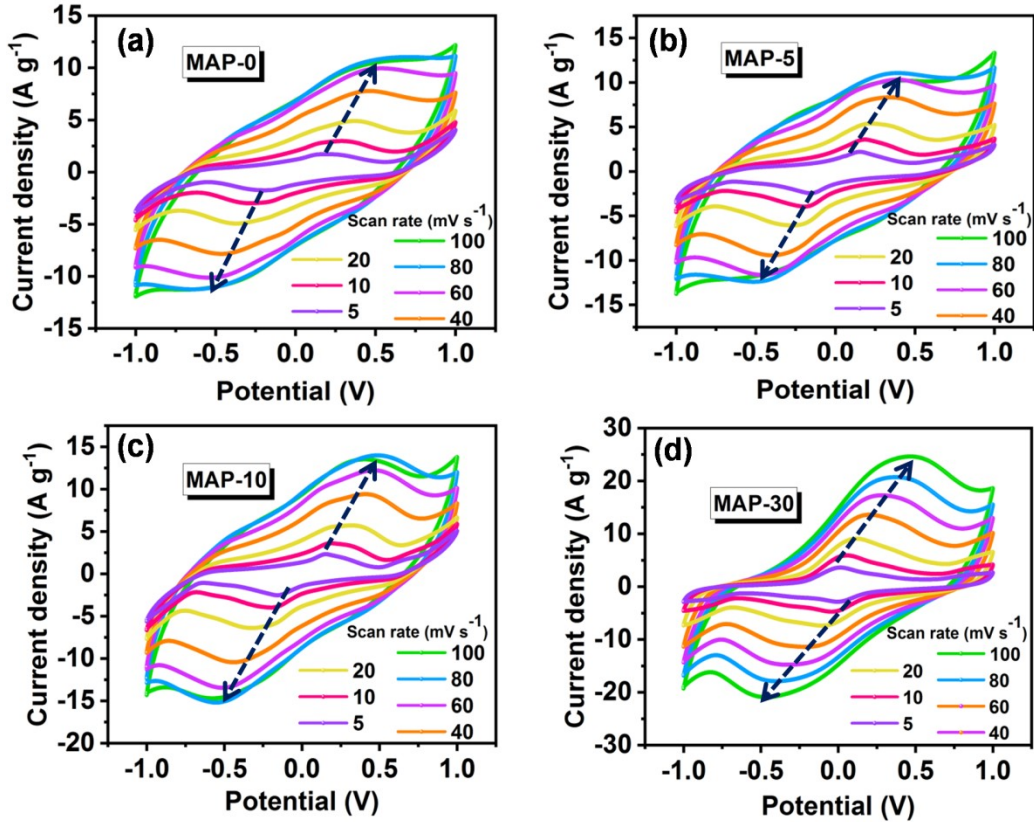 (a)
MAP-0
Current density (A g⁻¹)
15
10
5
0
-5
-10
-15
Scan rate (mV s⁻¹)
20
10
5
100
80
60
40
-1.0 -0.5 0.0 0.5 1.0
Potential (V)
(b)
MAP-5
Current density (A g⁻¹)
15
10
5
0
-5
-10
-15
Scan rate (mV s⁻¹)
20
10
5
100
80
60
40
-1.0 -0.5 0.0 0.5 1.0
Potential (V)
(c)
MAP-10
Current density (A g⁻¹)
15
10
5
0
-5
-10
-15
-20
Scan rate (mV s⁻¹)
20
10
5
100
80
60
40
-1.0 -0.5 0.0 0.5 1.0
Potential (V)
(d)
MAP-30
Current density (A g⁻¹)
30
20
10
0
-10
-20
-30
Scan rate (mV s⁻¹)
20
10
5
100
80
60
40
-1.0 -0.5 0.0 0.5 1.0
Potential (V)